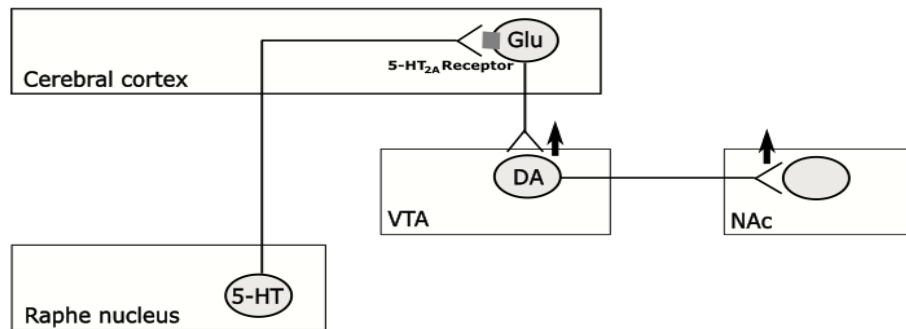 Glu
5-HT2A Receptor
Cerebral cortex
DA
VTA
NAc
5-HT
Raphe nucleus